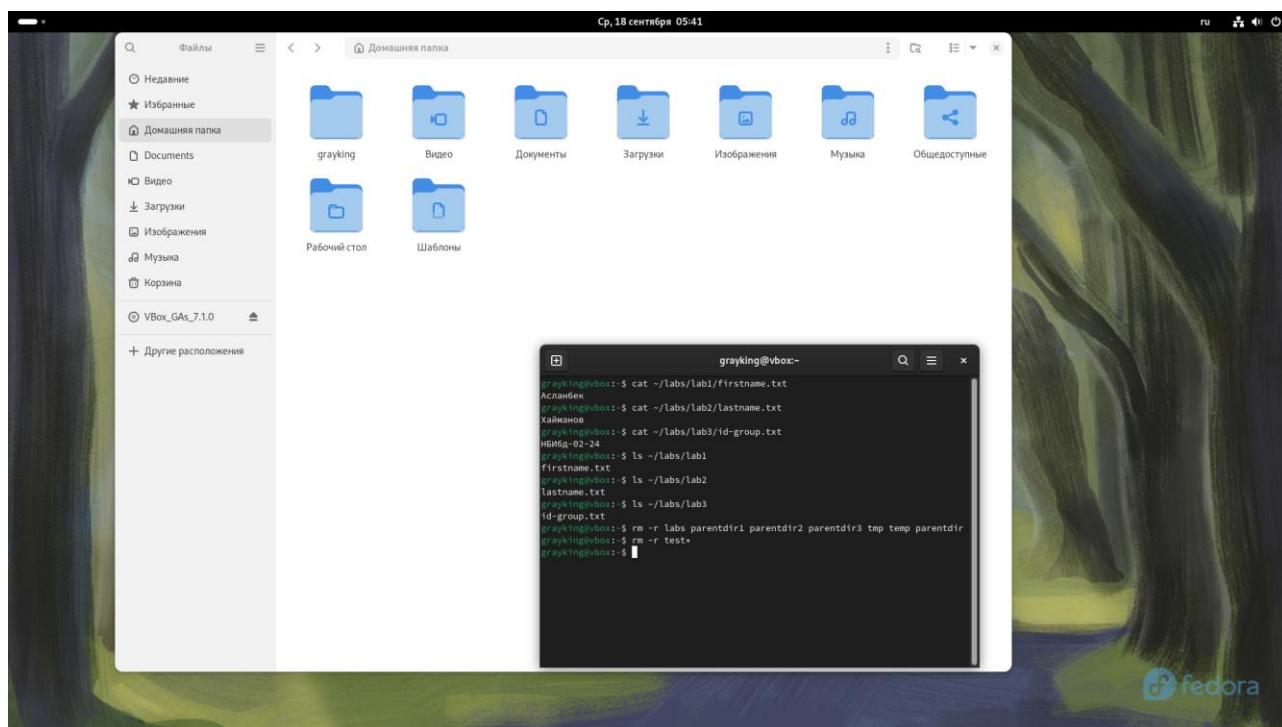 Ср, 18 сентября 05:41
ru
Файлы
Домашняя папка
Недавние
Избранные
Домашняя папка
Documents
Видео
Загрузки
Изображения
Музыка
Корзина
VBox_GAs_7.1.0
Другие расположения
grayking
Видео
Документы
Загрузки
Изображения
Музыка
Общедоступные
Рабочий стол
Шаблоны
grayking@vbox:~
grayking@vbox:~$ cat ~/labs/lab1/firstname.txt
Асланбек
grayking@vbox:~$ cat ~/labs/lab2/lastname.txt
Хайманов
grayking@vbox:~$ cat ~/labs/lab3/id-group.txt
НБИбд-02-24
grayking@vbox:~$ ls ~/labs/lab1
firstname.txt
grayking@vbox:~$ ls ~/labs/lab2
lastname.txt
grayking@vbox:~$ ls ~/labs/lab3
id-group.txt
grayking@vbox:~$ rm -r labs parentdir1 parentdir2 parentdir3 tmp temp parentdir
grayking@vbox:~$ rm -r test*
grayking@vbox:~$
fedora